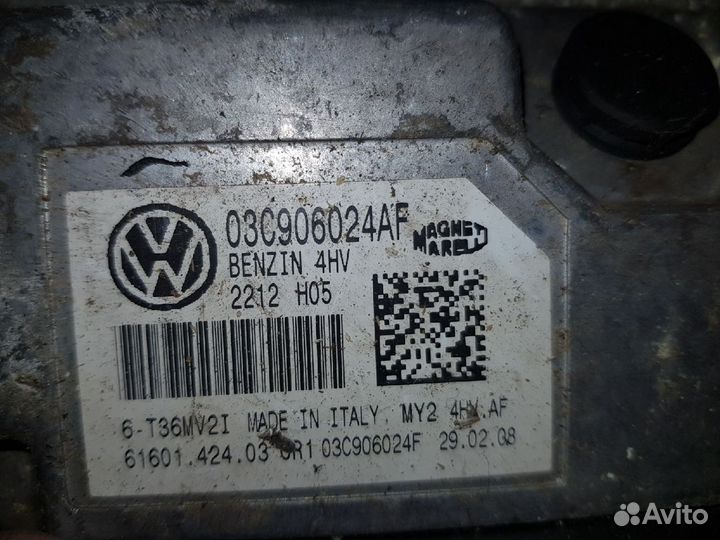 03C906024AF
MAGNETI
MARELLI
BENZIN 4HV
2212 H05
6-T36MV2I MADE IN ITALY MY2 4HV.AF
61601.424.03 03C906024F 29.02.08
Avito